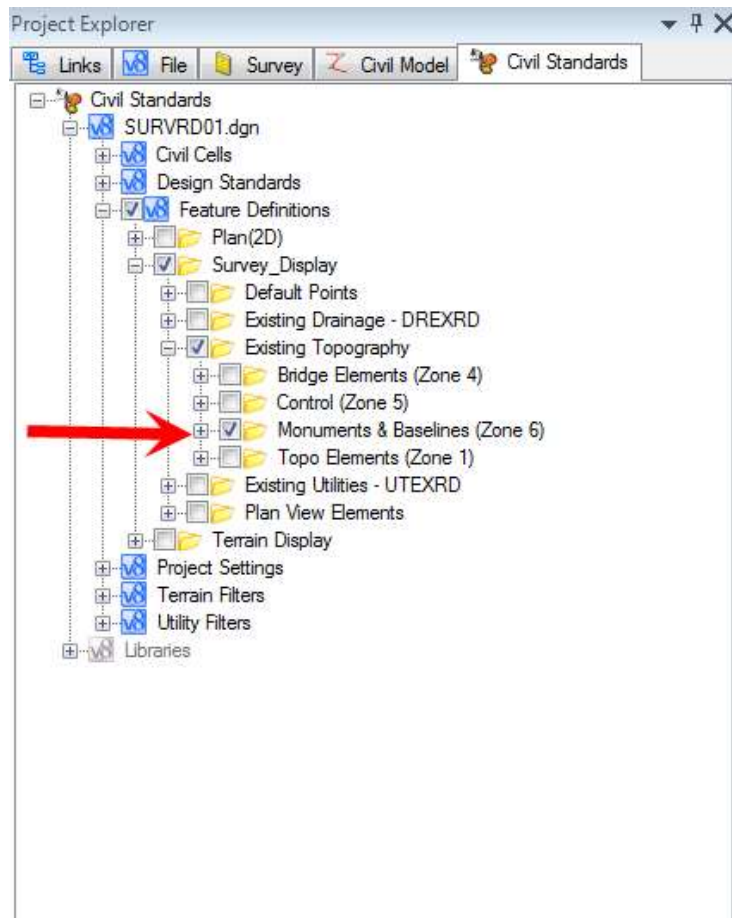 Project Explorer
Links File Survey Civil Model Civil Standards
Civil Standards
SURVRD01.dgn
Civil Cells
Design Standards
Feature Definitions
Plan(2D)
Survey_Display
Default Points
Existing Drainage - DREXRD
Existing Topography
Bridge Elements (Zone 4)
Control (Zone 5)
Monuments & Baselines (Zone 6)
Topo Elements (Zone 1)
Existing Utilities - UTEXRD
Plan View Elements
Terrain Display
Project Settings
Terrain Filters
Utility Filters
Libraries